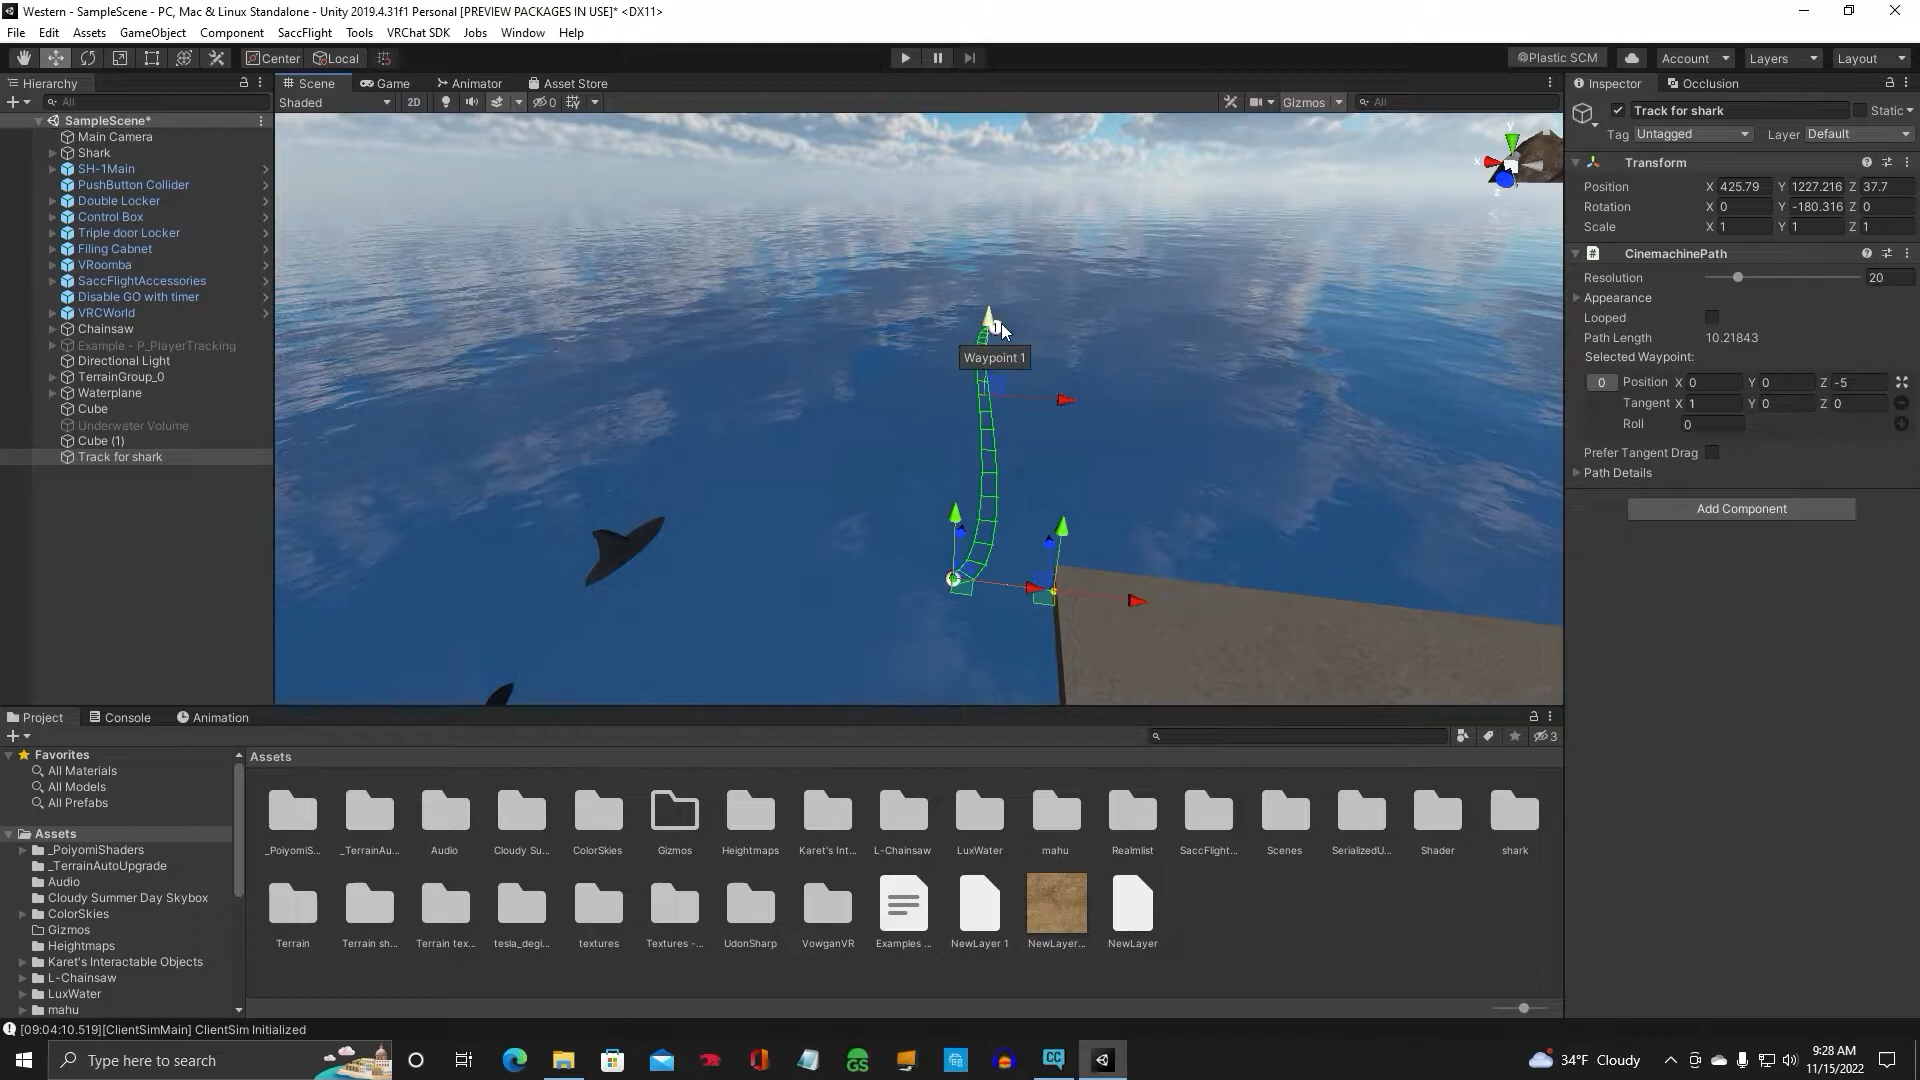 Western - SampleScene - PC, Mac & Linux Standalone - Unity 2019.4.31f1 Personal [PREVIEW PACKAGES IN USE]* <DX11>
File Edit Assets GameObject Component SaccFlight Tools VRChat SDK Jobs Window Help
Center Local Plastic SCM Account Layers Layout
Hierarchy Scene Game Animator Asset Store Inspector Occlusion
All Shaded 2D 0 Gizmos All
SampleScene*
Main Camera
Shark
SH-1Main
PushButton Collider
Double Locker
Control Box
Triple door Locker
Filing Cabnet
VRoomba
SaccFlightAccessories
Disable GO with timer
VRCWorld
Chainsaw
Example - P_PlayerTracking
Directional Light
TerrainGroup_0
Waterplane
Cube
Underwater Volume
Cube (1)
Track for shark
y
x
z
1
Waypoint 1
Track for shark Static
Tag Untagged Layer Default
Transform
Position X 425.79 Y 1227.216 Z 37.7
Rotation X 0 Y -180.316 Z 0
Scale X 1 Y 1 Z 1
CinemachinePath
Resolution 20
Appearance
Looped
Path Length 10.21843
Selected Waypoint:
0 Position X 0 Y 0 Z -5
Tangent X 1 Y 0 Z 0
Roll 0
Prefer Tangent Drag
Path Details
Add Component
Project Console Animation
3
Favorites
All Materials
All Models
All Prefabs
Assets
_PoiyomiShaders
_TerrainAutoUpgrade
Audio
Cloudy Summer Day Skybox
ColorSkies
Gizmos
Heightmaps
Karet's Interactable Objects
L-Chainsaw
LuxWater
mahu
Assets
_PoiyomiS... _TerrainAu... Audio Cloudy Su... ColorSkies Gizmos Heightmaps Karet's Int... L-Chainsaw LuxWater mahu Realmlist SaccFlight... Scenes SerializedU... Shader shark
Terrain Terrain sh... Terrain tex... tesla_degi... textures Textures -... UdonSharp VowganVR Examples ... NewLayer 1 NewLayer... NewLayer
[09:04:10.519][ClientSimMain] ClientSim Initialized
Type here to search
GS
CC
34°F Cloudy
9:28 AM
11/15/2022